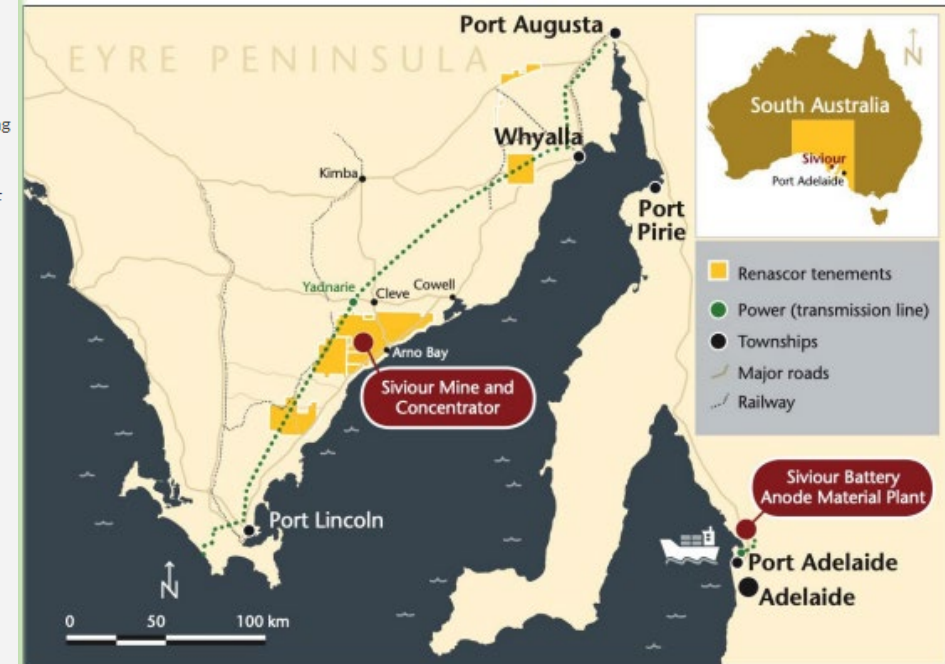 Port Augusta
EYRE PENINSULA
N
South Australia
Siviour
Port Adelaide
Whyalla
Kimba
Port
Pirie
Renascor tenements
Power (transmission line)
Townships
Major roads
Railway
Yadnarie
Cleve
Cowell
Arno Bay
Siviour Mine and
Concentrator
Siviour Battery
Anode Material Plant
Port Lincoln
Port Adelaide
Adelaide
N
0 50 100 km